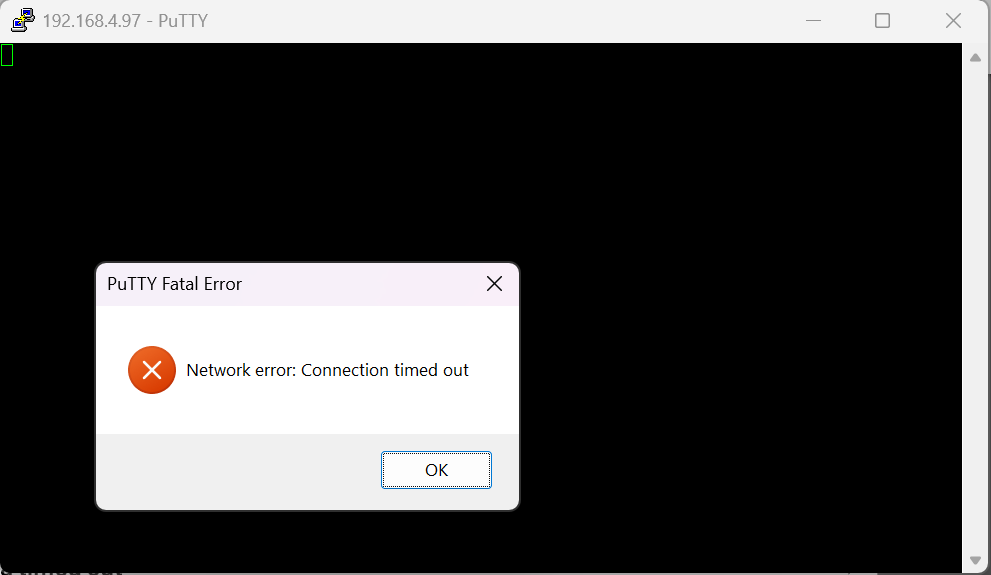 192.168.4.97 - PuTTY
PuTTY Fatal Error
Network error: Connection timed out
OK